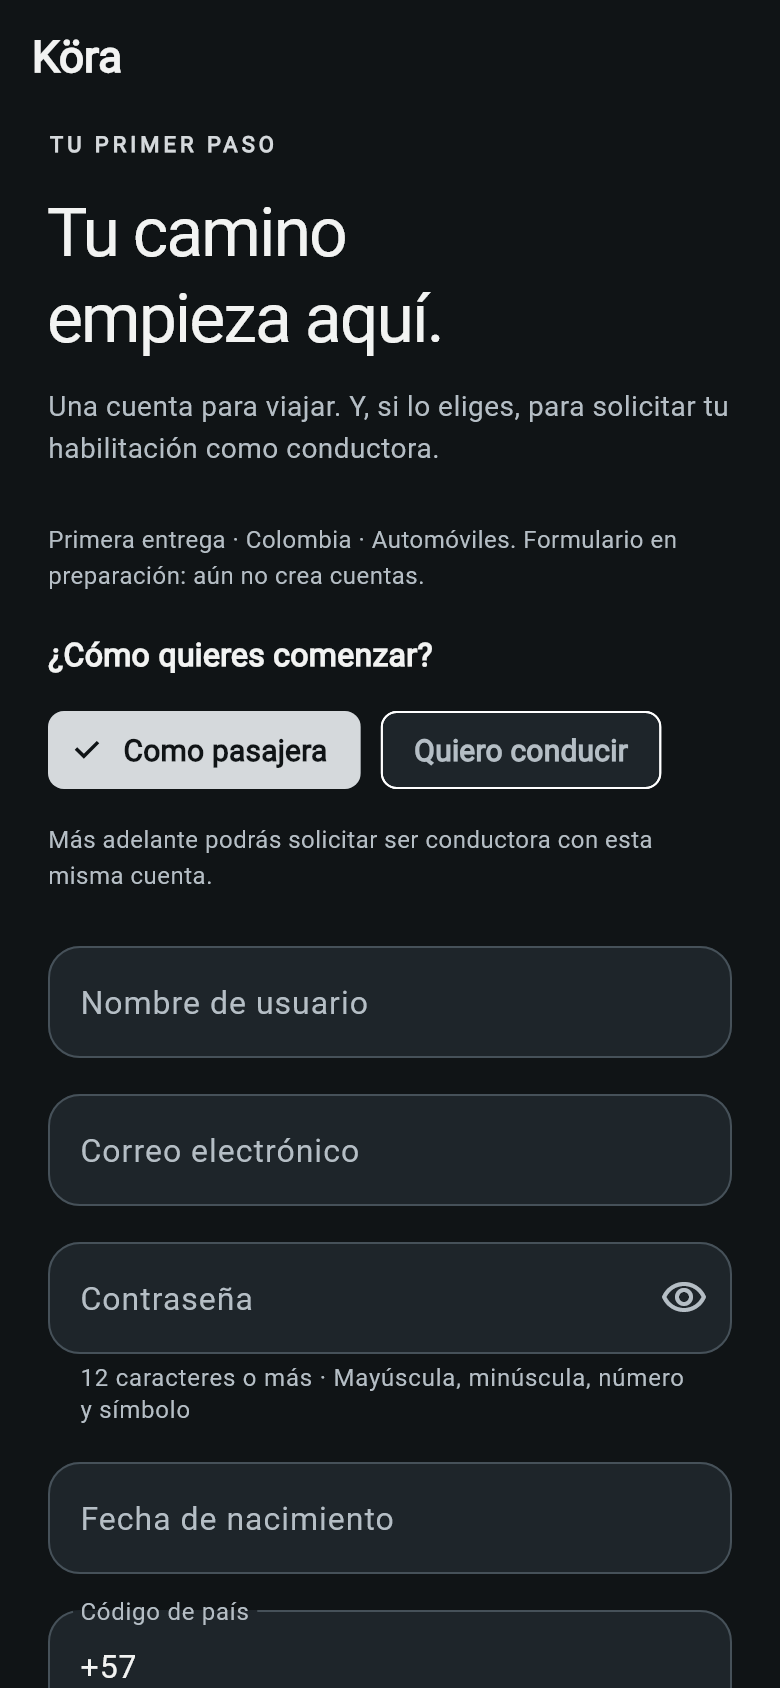 Köra
TU PRIMER PASO
Tu camino
empieza aquí.
Una cuenta para viajar. Y, si lo eliges, para solicitar tu
habilitación como conductora.
Primera entrega · Colombia · Automóviles. Formulario en
preparación: aún no crea cuentas.
¿Cómo quieres comenzar?
Como pasajera
Quiero conducir
Más adelante podrás solicitar ser conductora con esta
misma cuenta.
Nombre de usuario
Correo electrónico
Contraseña
12 caracteres o más · Mayúscula, minúscula, número
y símbolo
Fecha de nacimiento
Código de país
+57